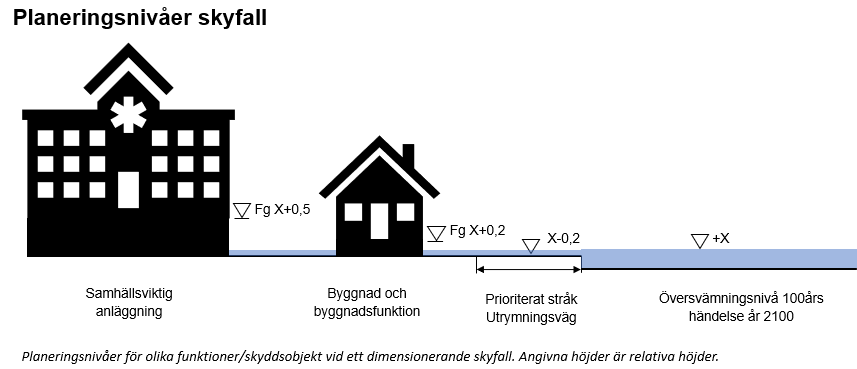 Planeringsnivåer skyfall
Fg X+0,5
Fg X+0,2
X-0,2
+X
Samhällsviktig
anläggning
Byggnad och
byggnadsfunktion
Prioriterat stråk
Utrymningsväg
Översvämningsnivå 100års
händelse år 2100
Planeringsnivåer för olika funktioner/skyddsobjekt vid ett dimensionerande skyfall. Angivna höjder är relativa höjder.